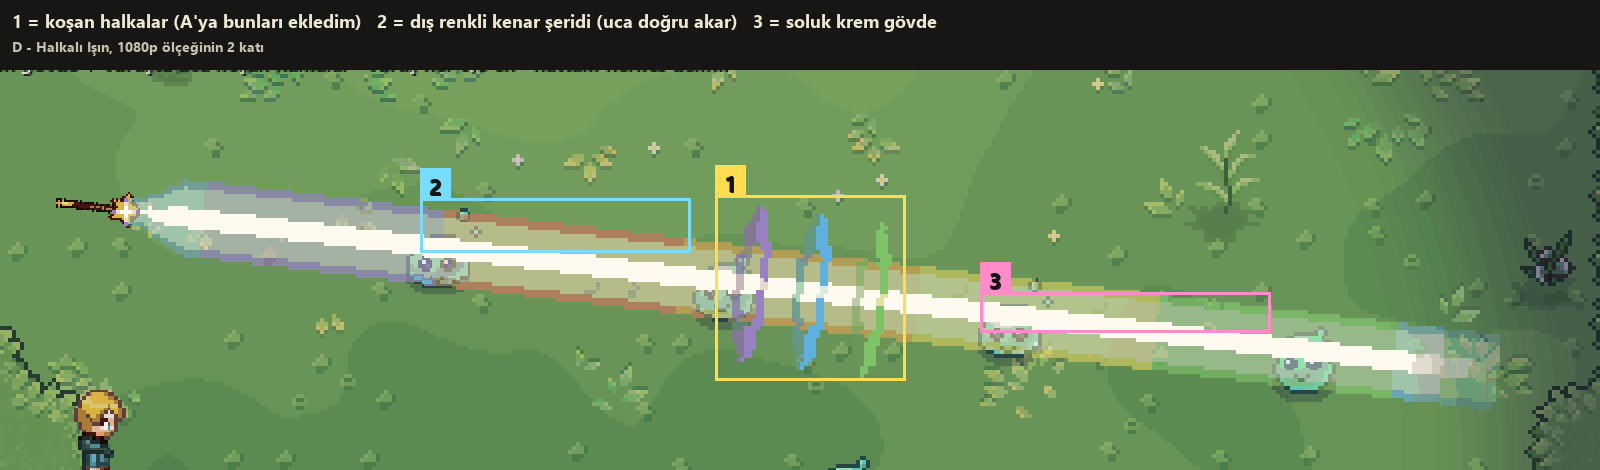 1 = koşan halkalar (A'ya bunları ekledim)   2 = dış renkli kenar şeridi (uca doğru akar)   3 = soluk krem gövde
D - Halkalı Işın, 1080p ölçeğinin 2 katı
1
2
3